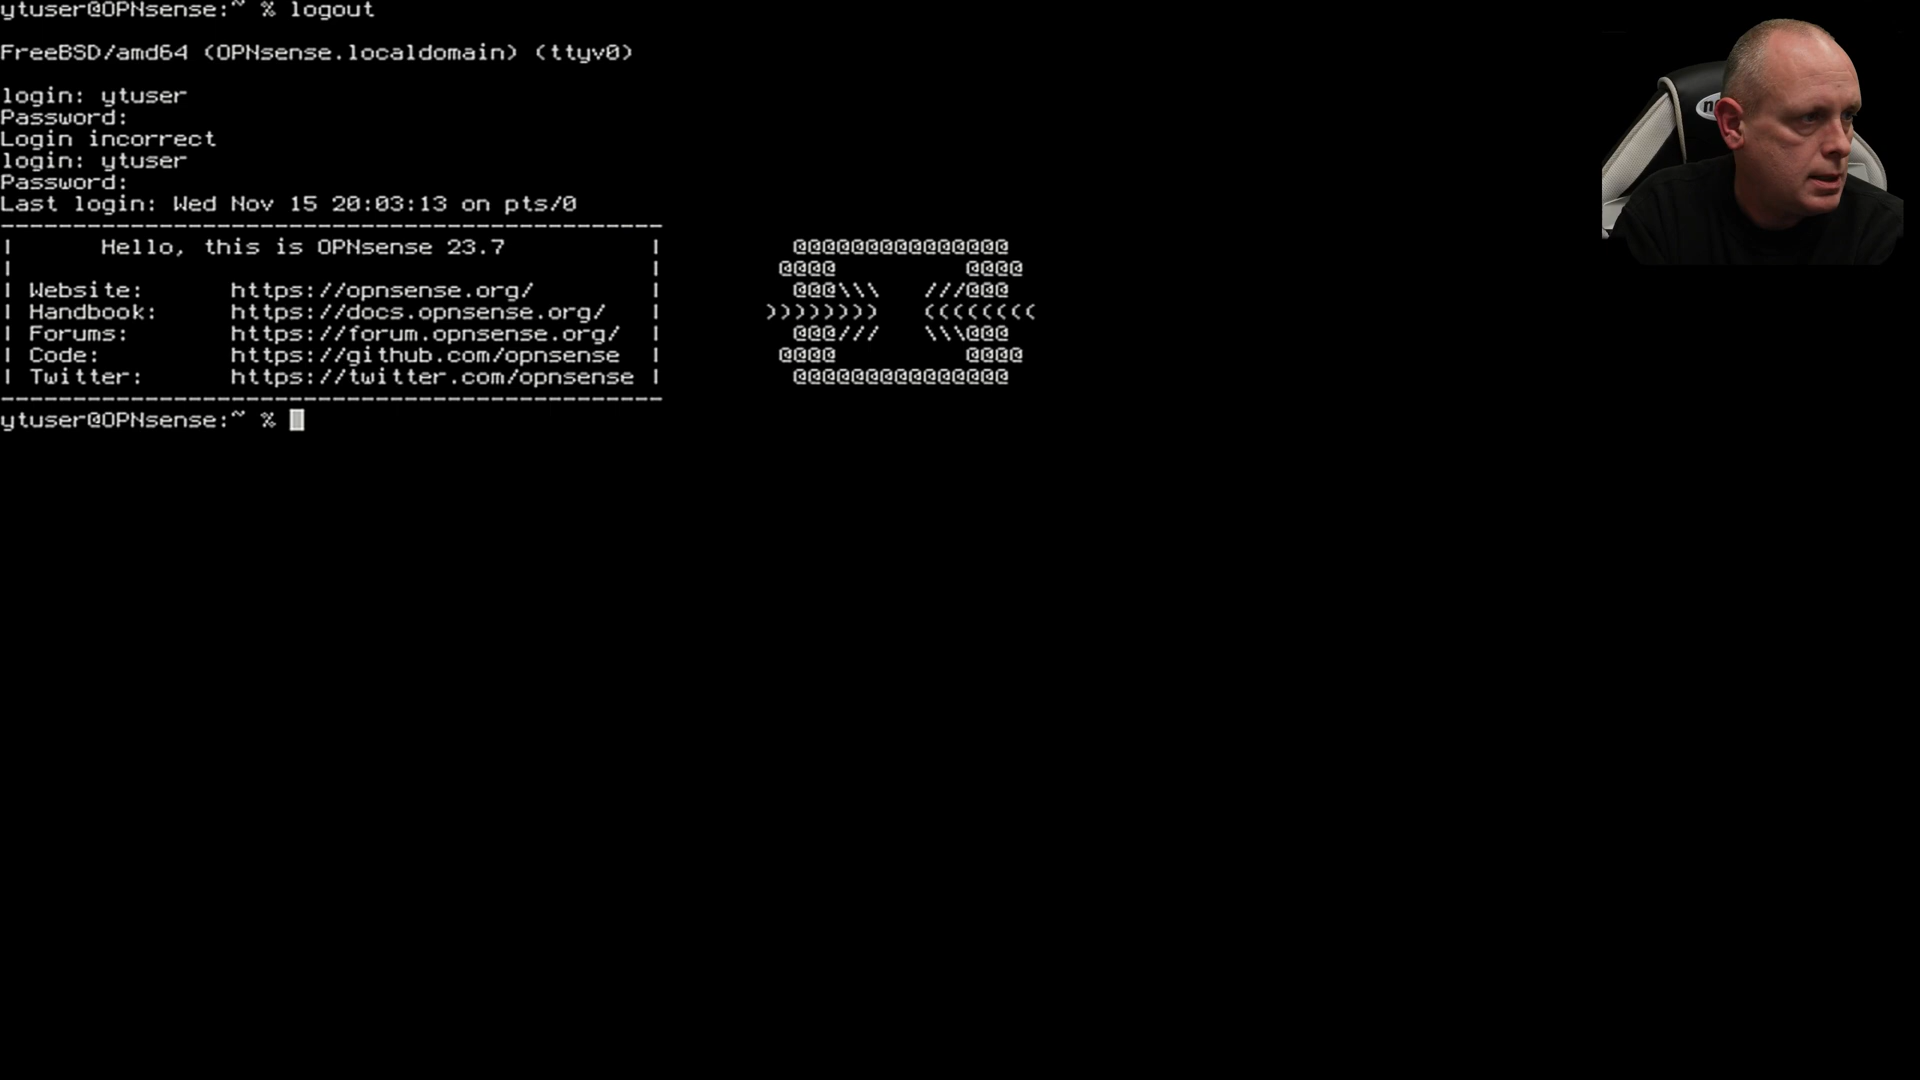 ytuser@OPNsense:~ % logout
FreeBSD/amd64 (OPNsense.localdomain) (ttyv0)
login: ytuser
Password:
Login incorrect
login: ytuser
Password:
Last login: Wed Nov 15 20:03:13 on pts/0
----------------------------------------------
|      Hello, this is OPNsense 23.7          |         @@@@@@@@@@@@@@@
|                                            |        @@@@         @@@@
| Website:      https://opnsense.org/        |         @@@\\\   ///@@@
| Handbook:     https://docs.opnsense.org/   |       ))))))))   ((((((((
| Forums:       https://forum.opnsense.org/  |         @@@///   \\\@@@
| Code:         https://github.com/opnsense  |        @@@@         @@@@
| Twitter:      https://twitter.com/opnsense |         @@@@@@@@@@@@@@@
----------------------------------------------
ytuser@OPNsense:~ %